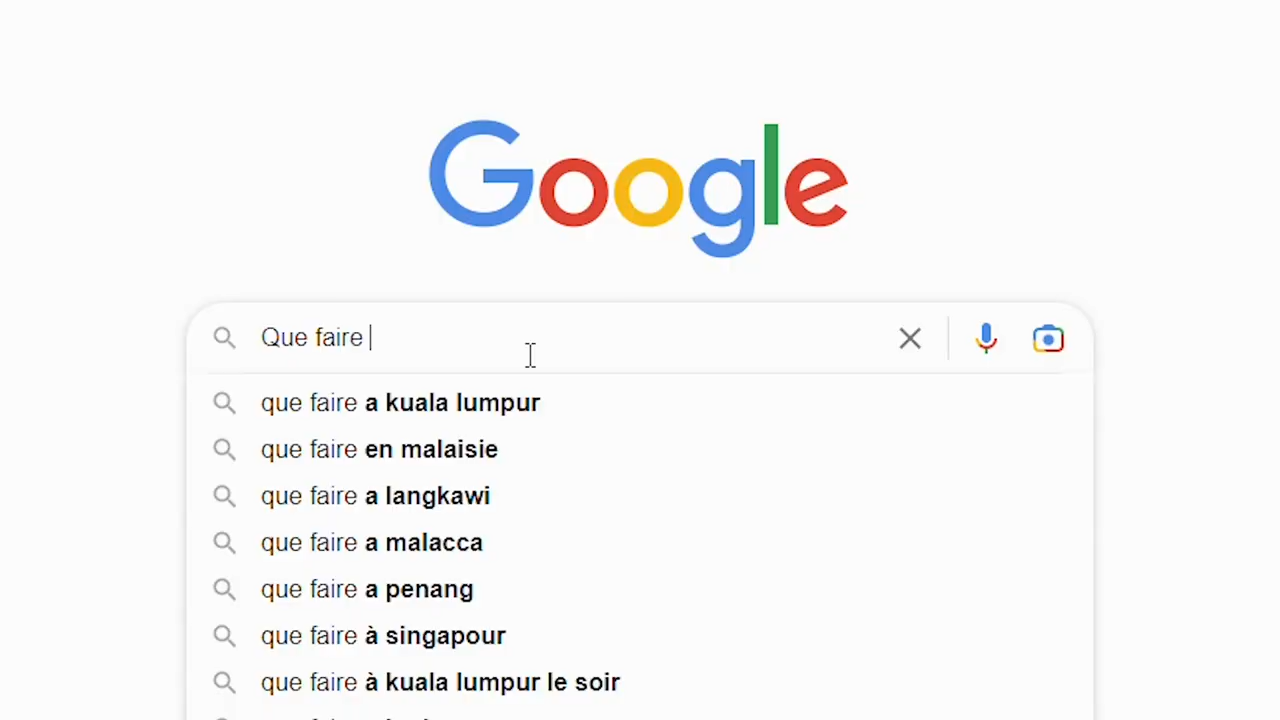 Google
Que faire
que faire a kuala lumpur
que faire en malaisie
que faire a langkawi
que faire a malacca
que faire a penang
que faire à singapour
que faire à kuala lumpur le soir